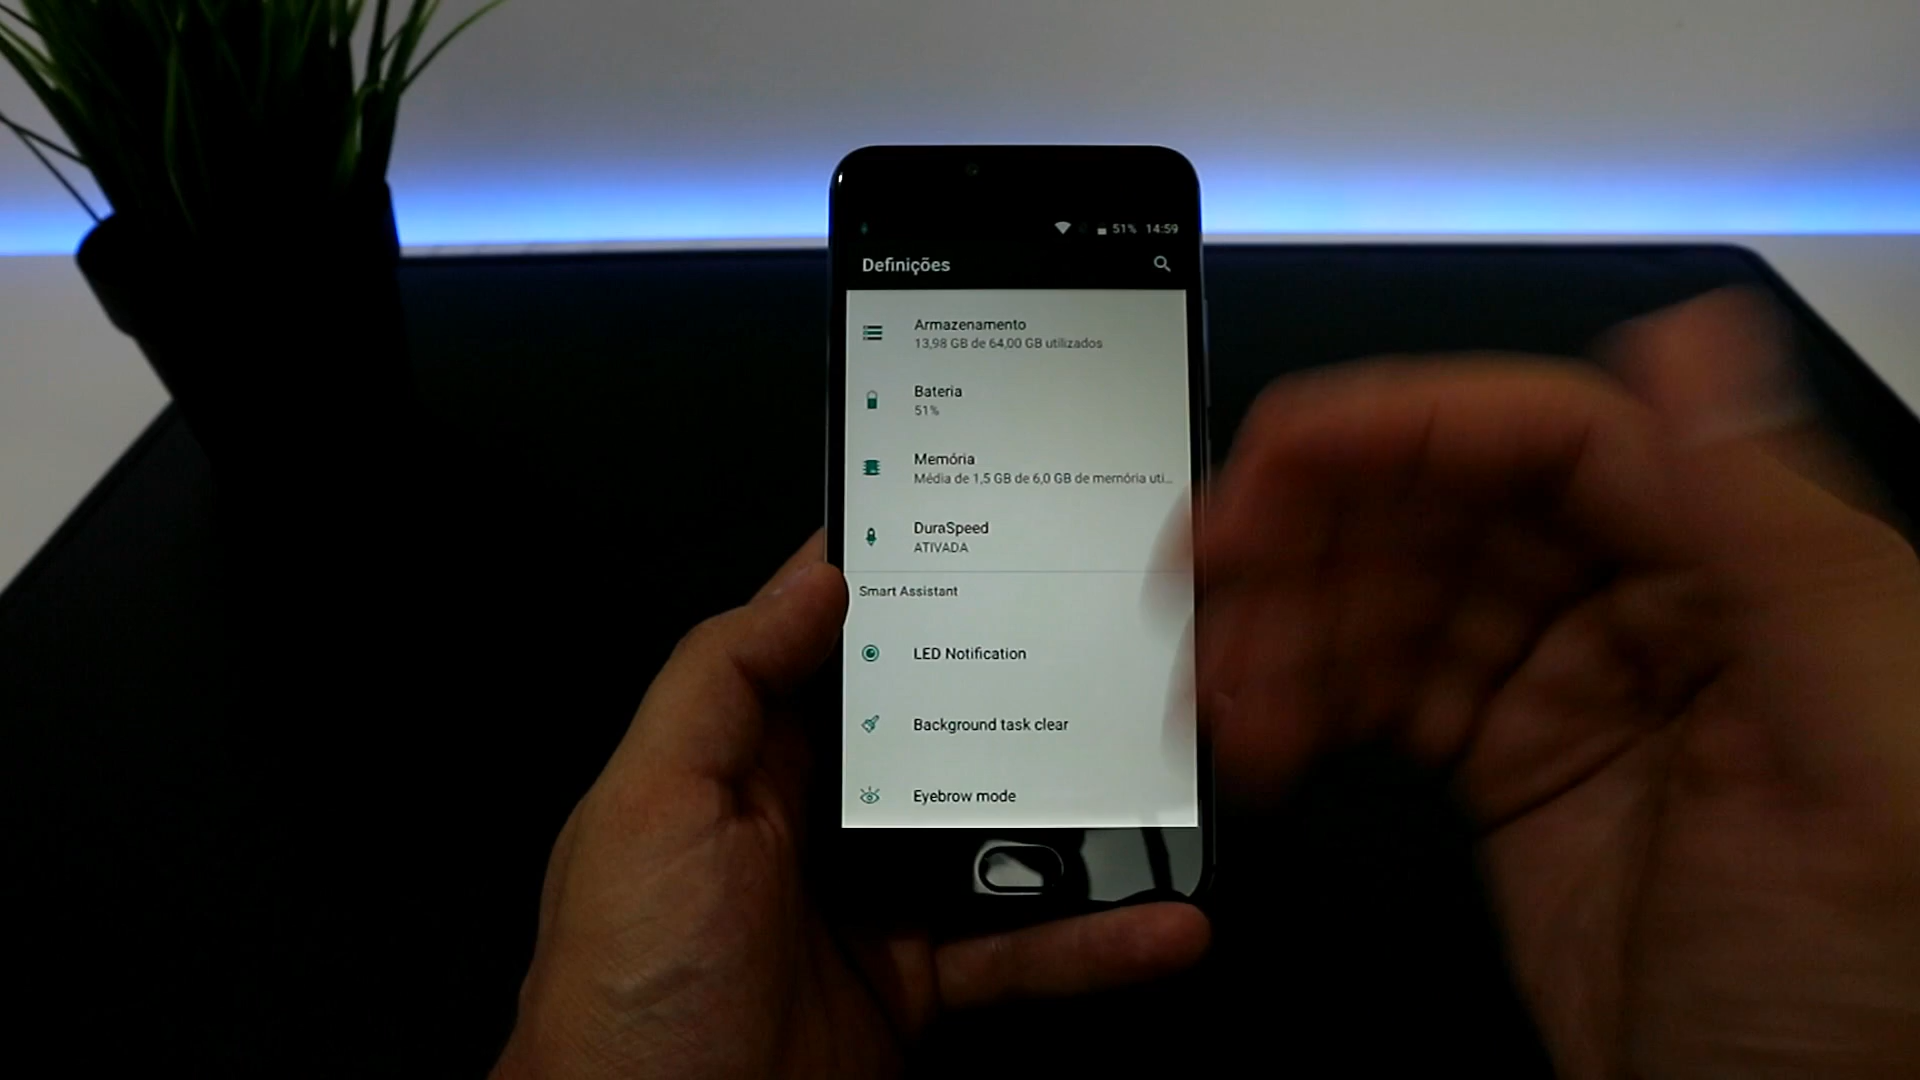 51% 14:59
Definições
Armazenamento
13,98 GB de 64,00 GB utilizados
Bateria
51%
Memória
Média de 1,5 GB de 6,0 GB de memória uti...
DuraSpeed
ATIVADA
Smart Assistant
LED Notification
Background task clear
Eyebrow mode